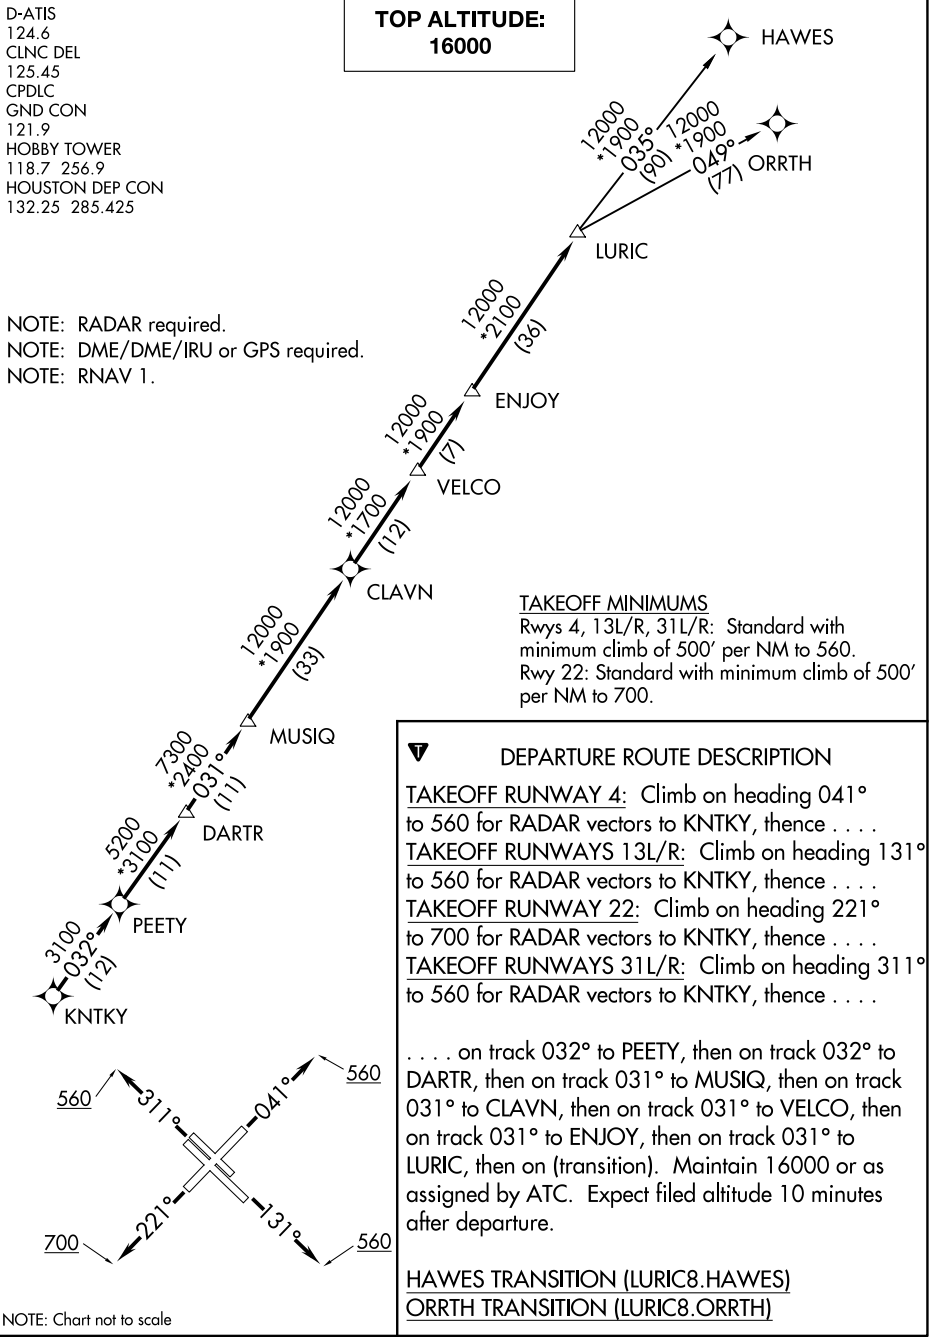 D-ATIS
124.6
CLNC DEL
125.45
CPDLC
GND CON
121.9
HOBBY TOWER
118.7 256.9
HOUSTON DEP CON
132.25 285.425
TOP ALTITUDE:
16000
HAWES
12000
*1900
035°
(90)
12000
*1900
049°
(77)
ORRTH
LURIC
NOTE: RADAR required.
NOTE: DME/DME/IRU or GPS required.
NOTE: RNAV 1.
12000
*2100
(36)
ENJOY
12000
*1900
(7)
VELCO
12000
*1700
(12)
CLAVN
12000
*1900
(33)
MUSIQ
7300
*2400
031°
(11)
DARTR
5200
*3100
(11)
PEETY
3100
032°
(12)
KNTKY
TAKEOFF MINIMUMS
Rwys 4, 13L/R, 31L/R: Standard with
minimum climb of 500' per NM to 560.
Rwy 22: Standard with minimum climb of 500'
per NM to 700.
T
DEPARTURE ROUTE DESCRIPTION
TAKEOFF RUNWAY 4: Climb on heading 041°
to 560 for RADAR vectors to KNTKY, thence . . . .
TAKEOFF RUNWAYS 13L/R: Climb on heading 131°
to 560 for RADAR vectors to KNTKY, thence . . . .
TAKEOFF RUNWAY 22: Climb on heading 221°
to 700 for RADAR vectors to KNTKY, thence . . . .
TAKEOFF RUNWAYS 31L/R: Climb on heading 311°
to 560 for RADAR vectors to KNTKY, thence . . . .
. . . . on track 032° to PEETY, then on track 032° to
DARTR, then on track 031° to MUSIQ, then on track
031° to CLAVN, then on track 031° to VELCO, then
on track 031° to ENJOY, then on track 031° to
LURIC, then on (transition). Maintain 16000 or as
assigned by ATC. Expect filed altitude 10 minutes
after departure.
HAWES TRANSITION (LURIC8.HAWES)
ORRTH TRANSITION (LURIC8.ORRTH)
560
311°
041°
560
700
221°
131°
560
NOTE: Chart not to scale